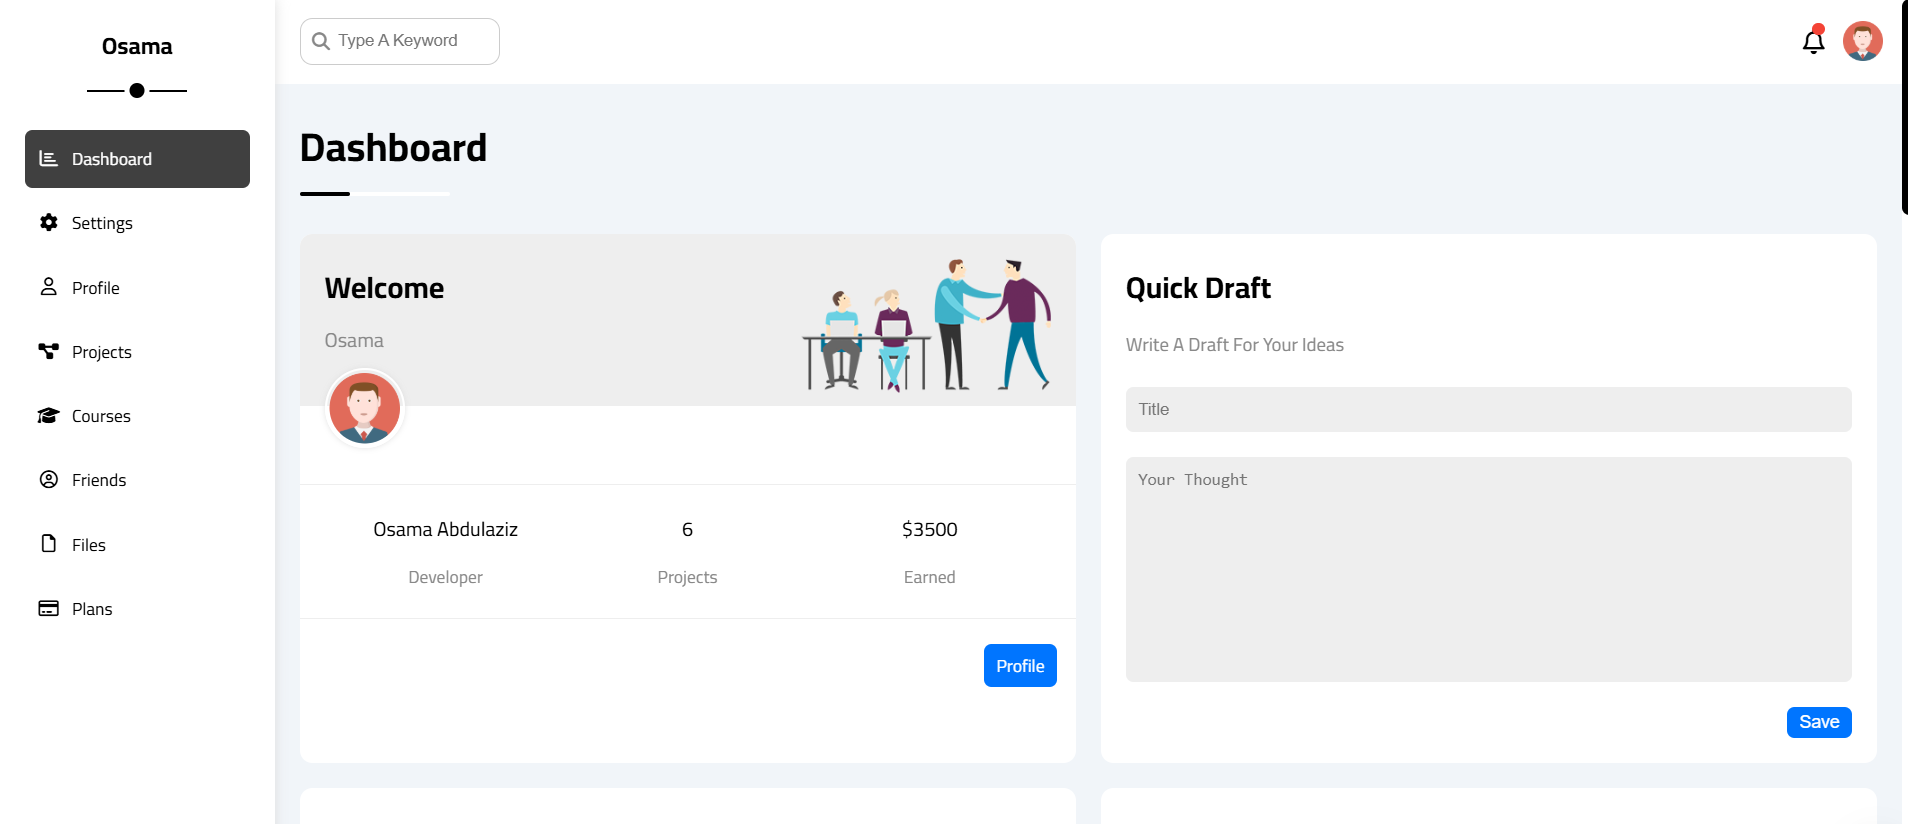 Osama
Dashboard
Settings
Profile
Projects
Courses
Friends
Files
Plans
Type A Keyword
Dashboard
Welcome
Osama
Osama Abdulaziz
Developer
6
Projects
$3500
Earned
Profile
Quick Draft
Write A Draft For Your Ideas
Title
Your Thought
Save